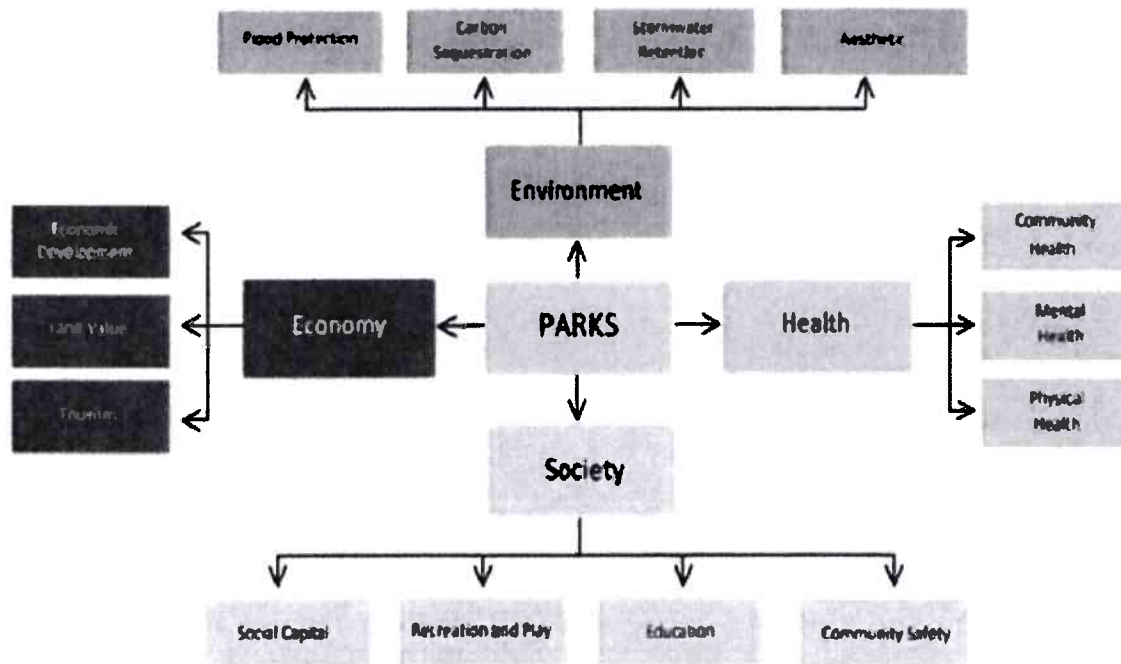 Flood Protection
Carbon
Sequestration
Stormwater
Retention
Aesthetic
Environment
Economic
Development
Community
Health
Land Value
Economy
PARKS
Health
Mental
Health
Tourism
Physical
Health
Society
Social Capital
Recreation and Play
Education
Community Safety